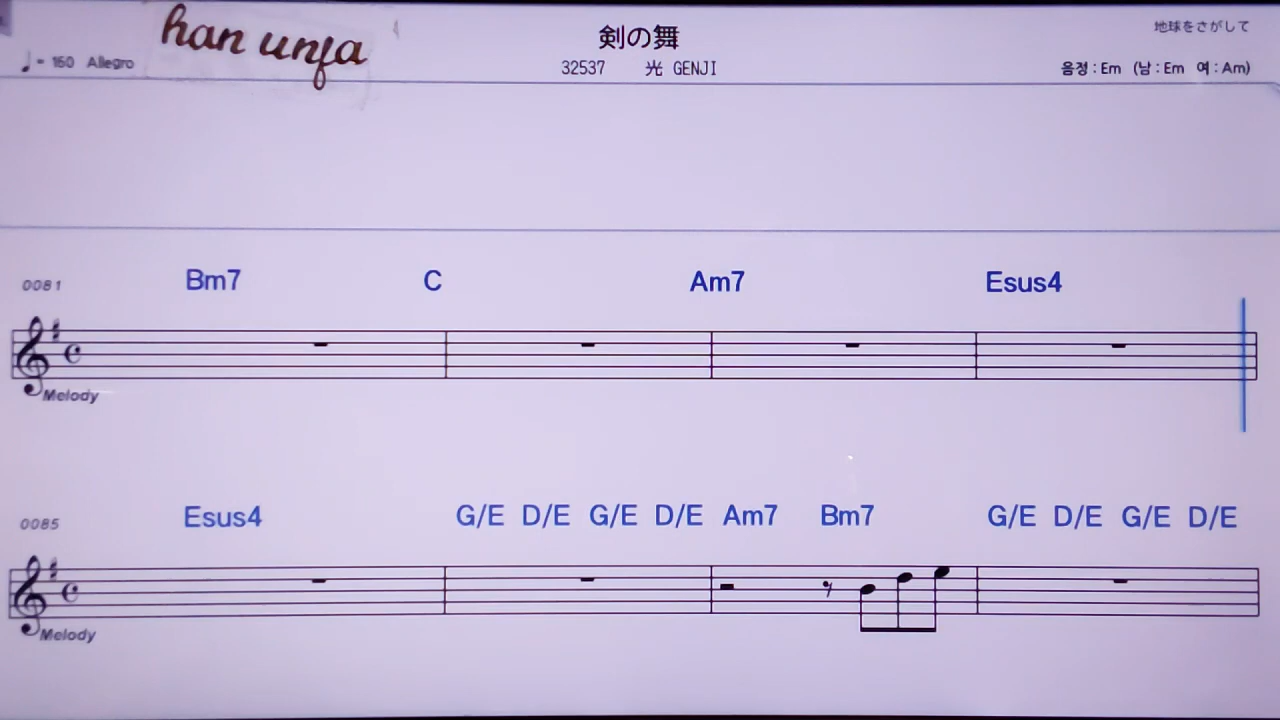 han unfa
剣の舞
地球をさがして
♩= 160 Allegro
32537 光 GENJI
음정 : Em (남 : Em 여 : Am)
0081 Bm7 C Am7 Esus4
Melody
0085 Esus4 G/E D/E G/E D/E Am7 Bm7 G/E D/E G/E D/E
Melody